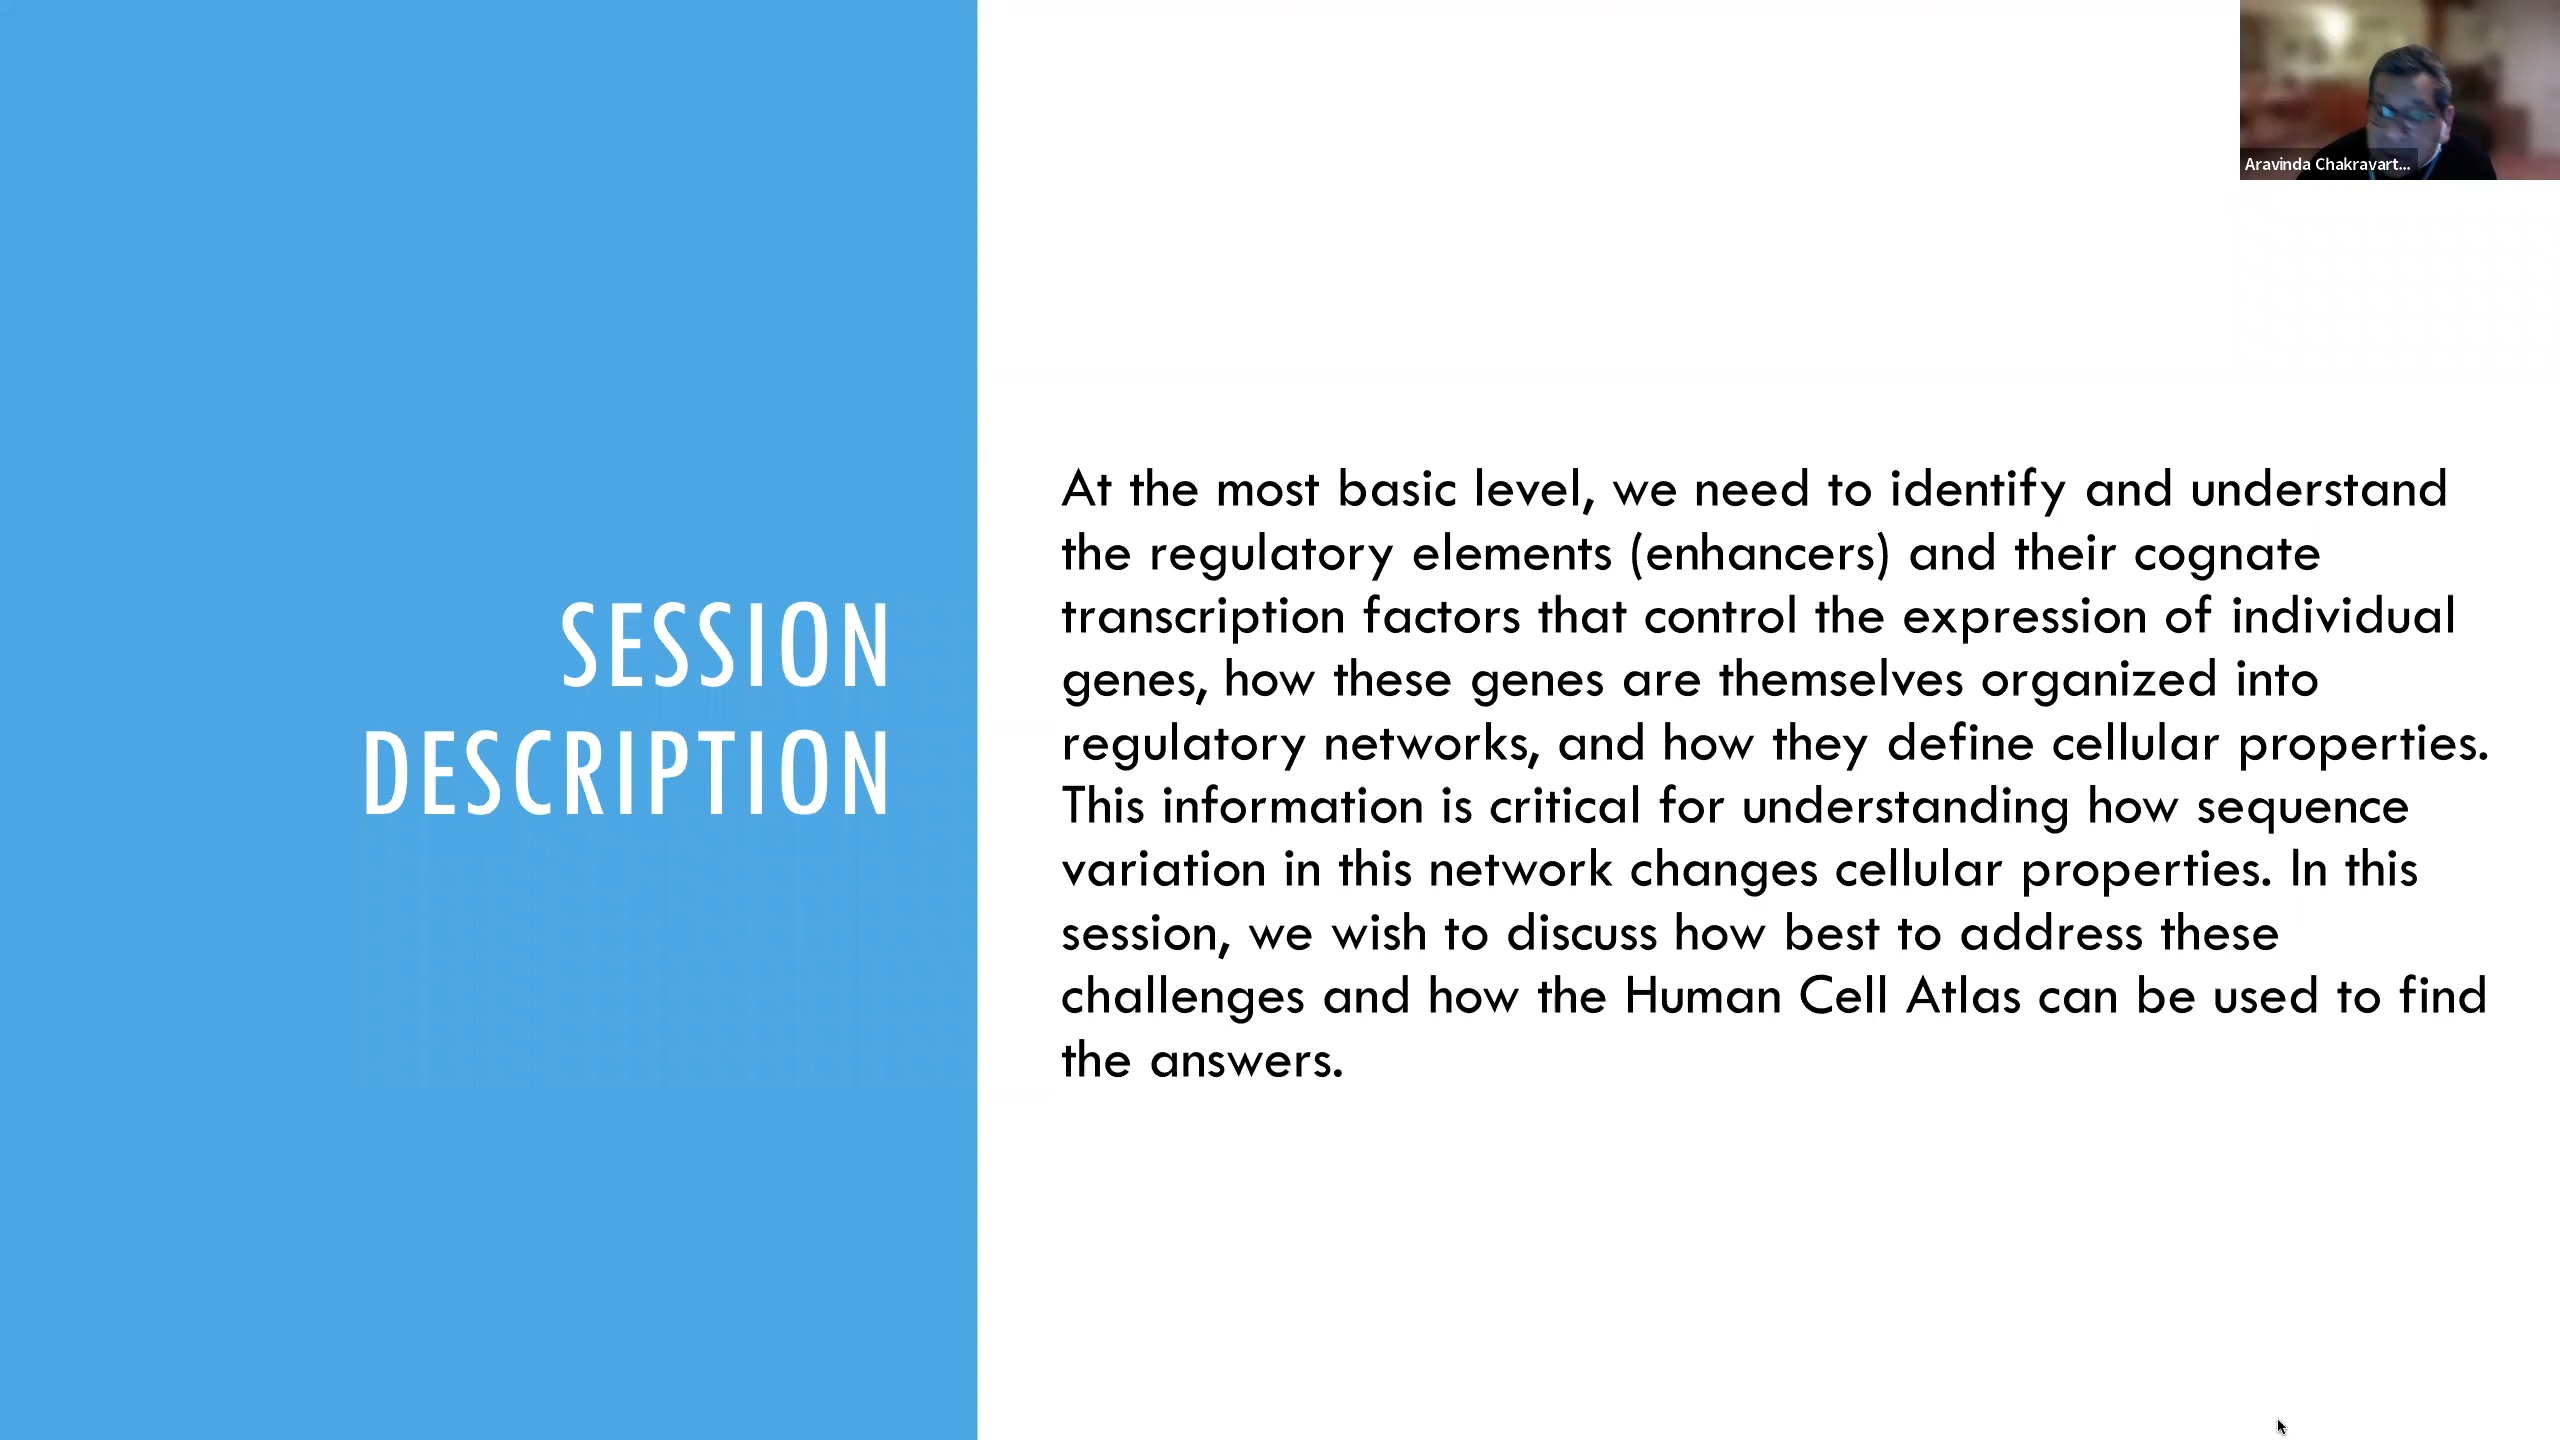 SESSION
DESCRIPTION
At the most basic level, we need to identify and understand
the regulatory elements (enhancers) and their cognate
transcription factors that control the expression of individual
genes, how these genes are themselves organized into
regulatory networks, and how they define cellular properties.
This information is critical for understanding how sequence
variation in this network changes cellular properties. In this
session, we wish to discuss how best to address these
challenges and how the Human Cell Atlas can be used to find
the answers.
Aravinda Chakravart...